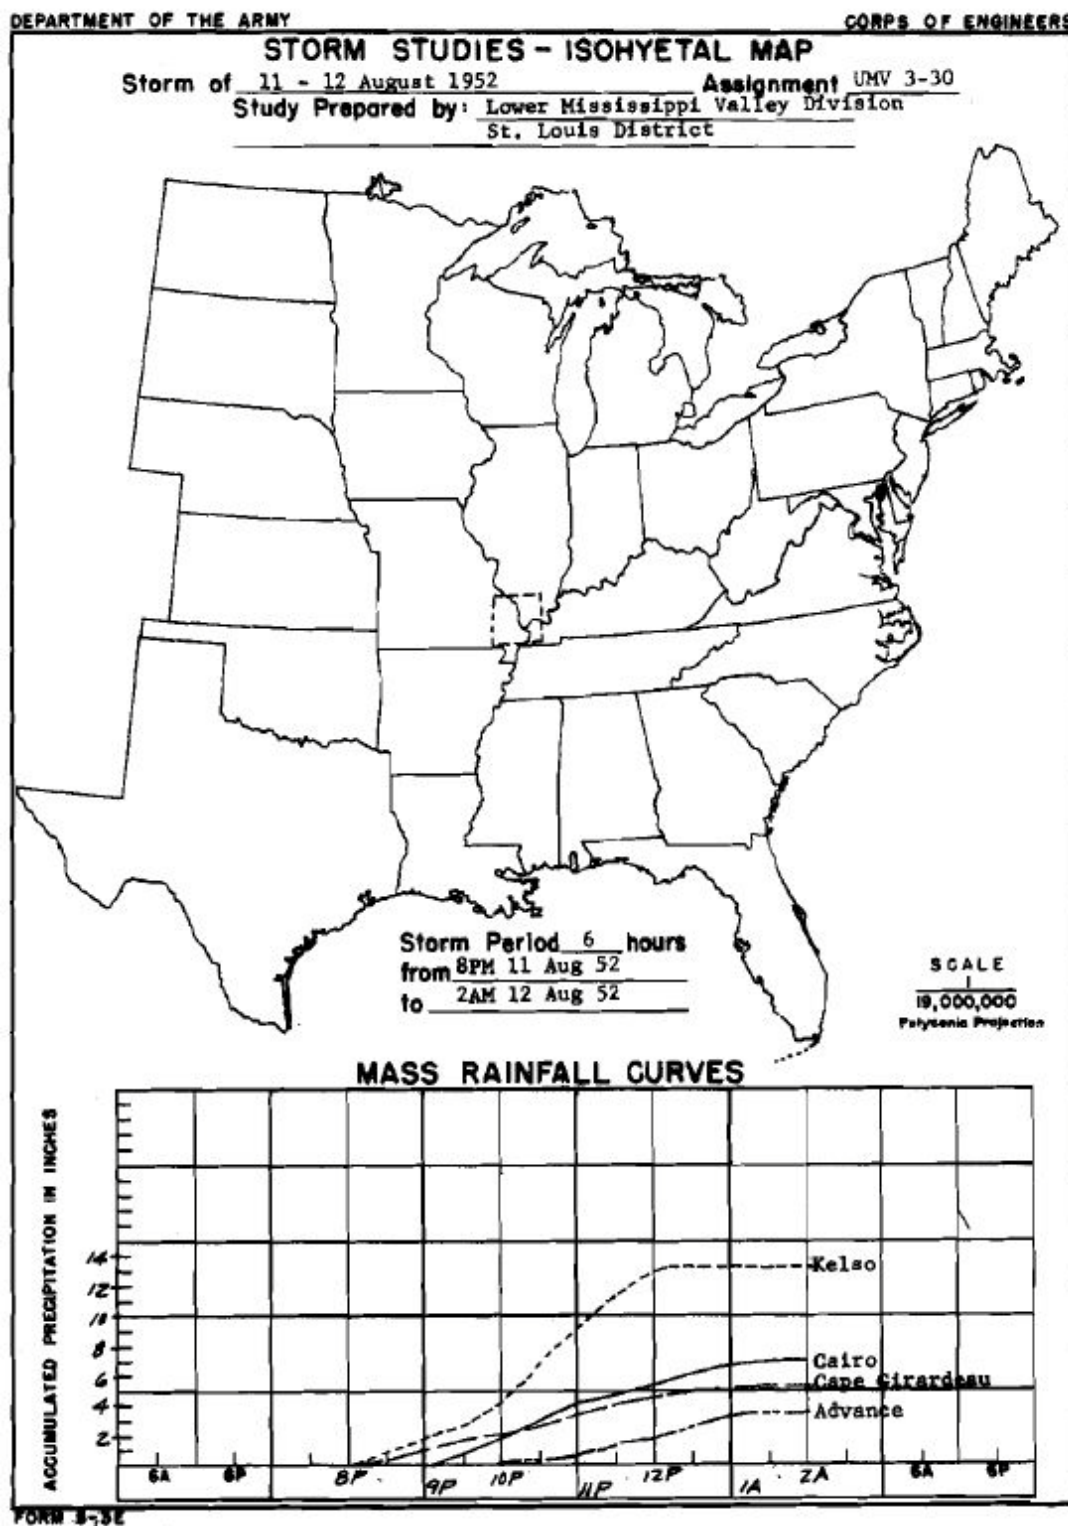 DEPARTMENT OF THE ARMY CORPS OF ENGINEERS
STORM STUDIES - ISOHYETAL MAP
Storm of 11 - 12 August 1952 Assignment UMV 3-30
Study Prepared by: Lower Mississippi Valley Division
St. Louis District
Storm Period 6 hours
from 8PM 11 Aug 52
to 2AM 12 Aug 52
SCALE
1
19,000,000
Polyconic Projection
MASS RAINFALL CURVES
ACCUMULATED PRECIPITATION IN INCHES
14
12
10
8
6
4
2
Kelso
Cairo
Cape Girardeau
Advance
6A 6P 8P 9P 10P 11P 12P 1A 2A 6A 6P
FORM S-3E